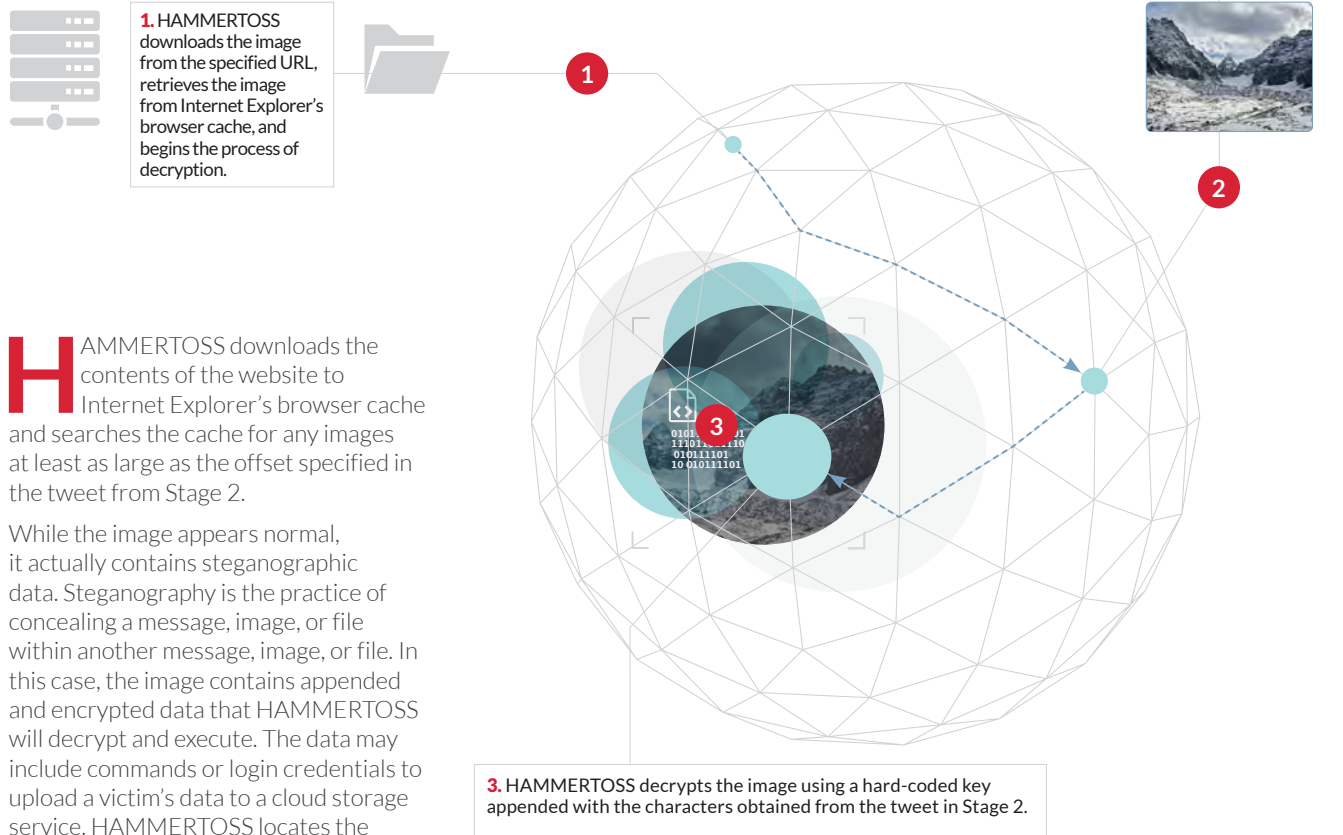 1. HAMMERTOSS
downloads the image
from the specified URL,
retrieves the image
from Internet Explorer's
browser cache, and
begins the process of
decryption.
1
2
HAMMERTOSS downloads the
contents of the website to
Internet Explorer's browser cache
and searches the cache for any images
at least as large as the offset specified in
the tweet from Stage 2.
While the image appears normal,
it actually contains steganographic
data. Steganography is the practice of
concealing a message, image, or file
within another message, image, or file. In
this case, the image contains appended
and encrypted data that HAMMERTOSS
will decrypt and execute. The data may
include commands or login credentials to
upload a victim's data to a cloud storage
service. HAMMERTOSS locates the
3
010111101
10 010111101
3. HAMMERTOSS decrypts the image using a hard-coded key
appended with the characters obtained from the tweet in Stage 2.